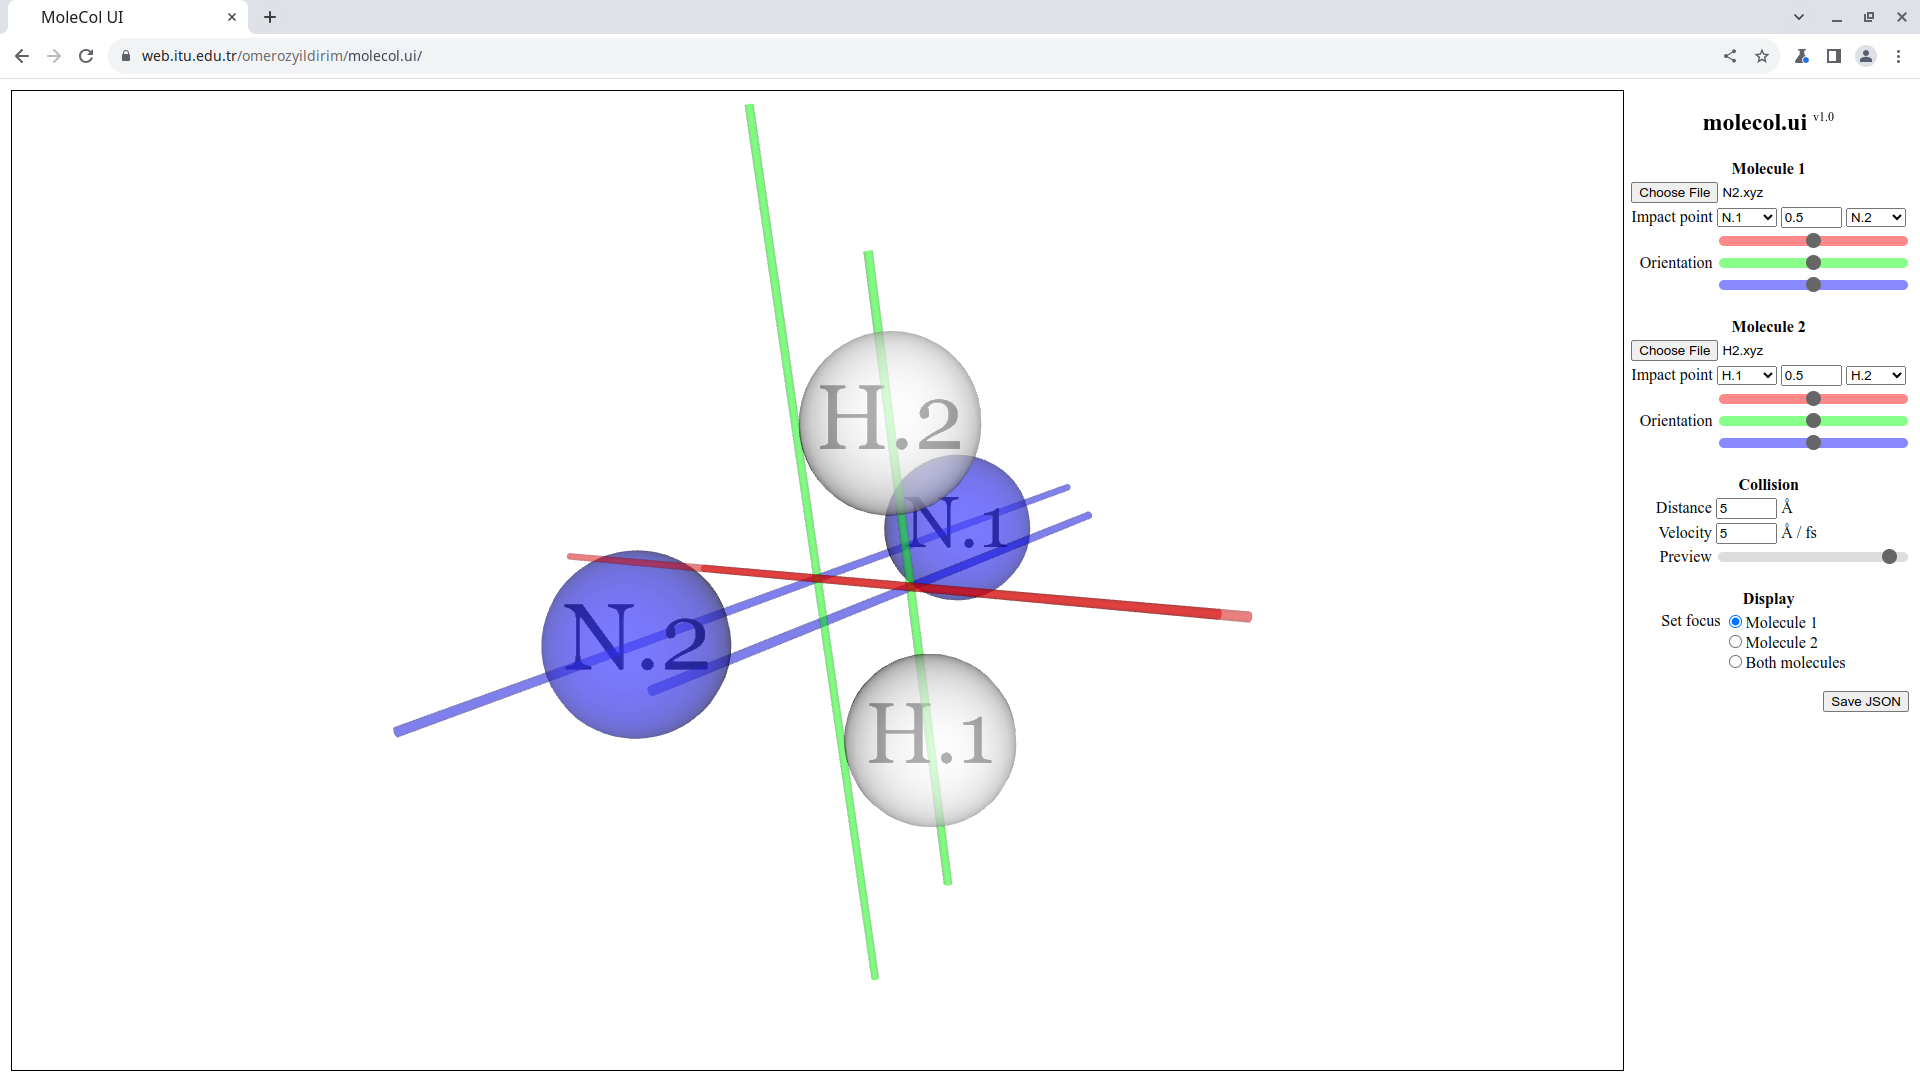 MoleCol UI
web.itu.edu.tr/omerozyildirim/molecol.ui/
H.2
N.1
N.2
H.1
molecol.ui v1.0
Molecule 1
Choose File N2.xyz
Impact point N.1 0.5 N.2
Orientation
Molecule 2
Choose File H2.xyz
Impact point H.1 0.5 H.2
Orientation
Collision
Distance 5 Å
Velocity 5 Å / fs
Preview
Display
Set focus Molecule 1
Molecule 2
Both molecules
Save JSON